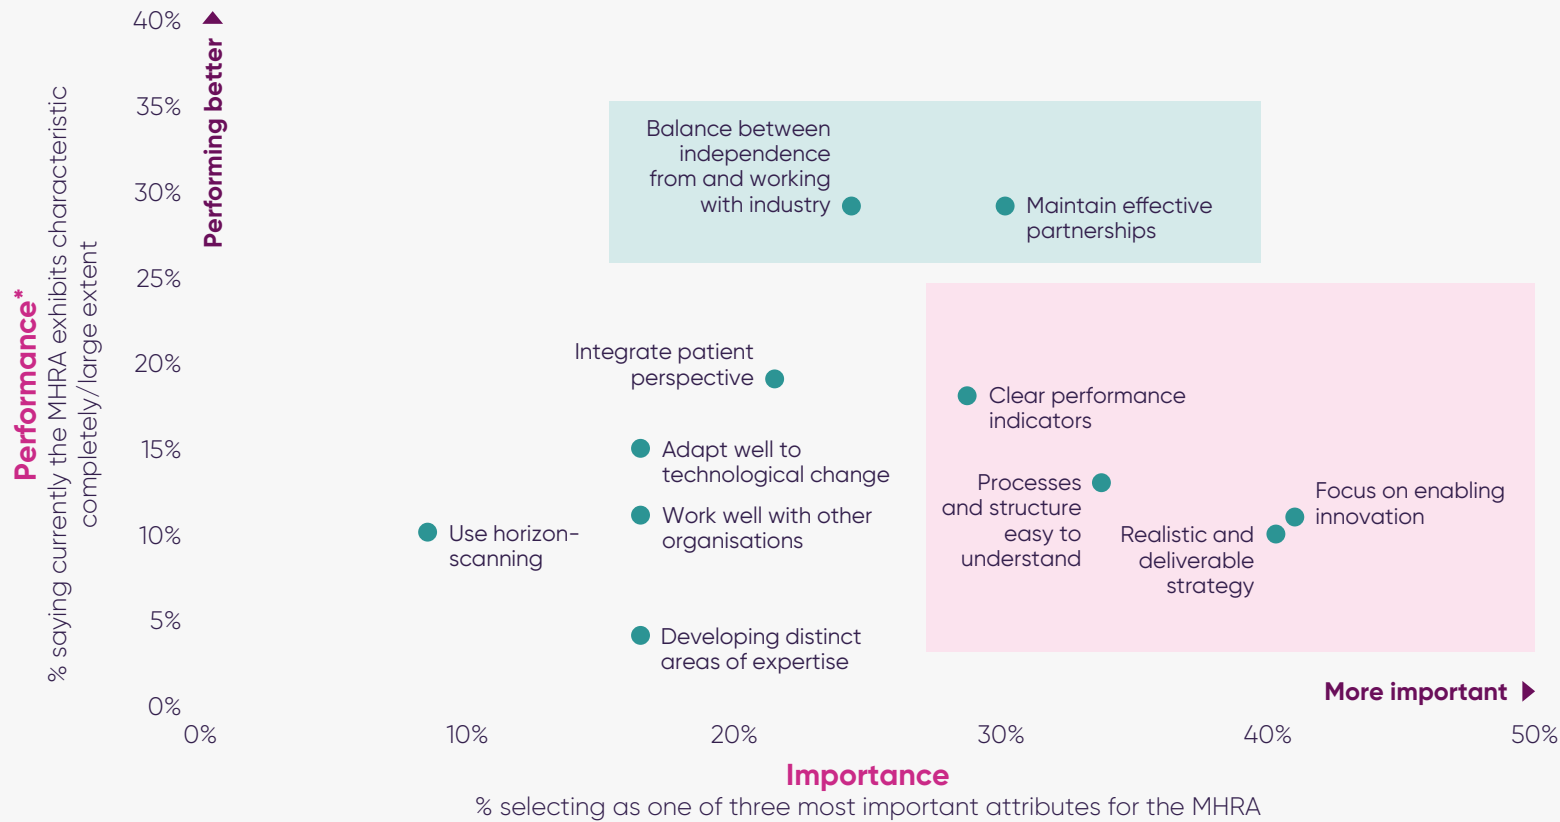 40%
35%
30%
25%
20%
15%
10%
5%
0%
Performing better
Performance*
% saying currently the MHRA exhibits characteristic
completely/large extent
Balance between
independence
from and working
with industry
Maintain effective
partnerships
Integrate patient
perspective
Clear performance
indicators
Adapt well to
technological change
Processes
and structure
easy to
understand
Focus on enabling
innovation
Work well with other
organisations
Use horizon-
scanning
Realistic and
deliverable
strategy
Developing distinct
areas of expertise
More important
0%
10%
20%
30%
40%
50%
Importance
% selecting as one of three most important attributes for the MHRA